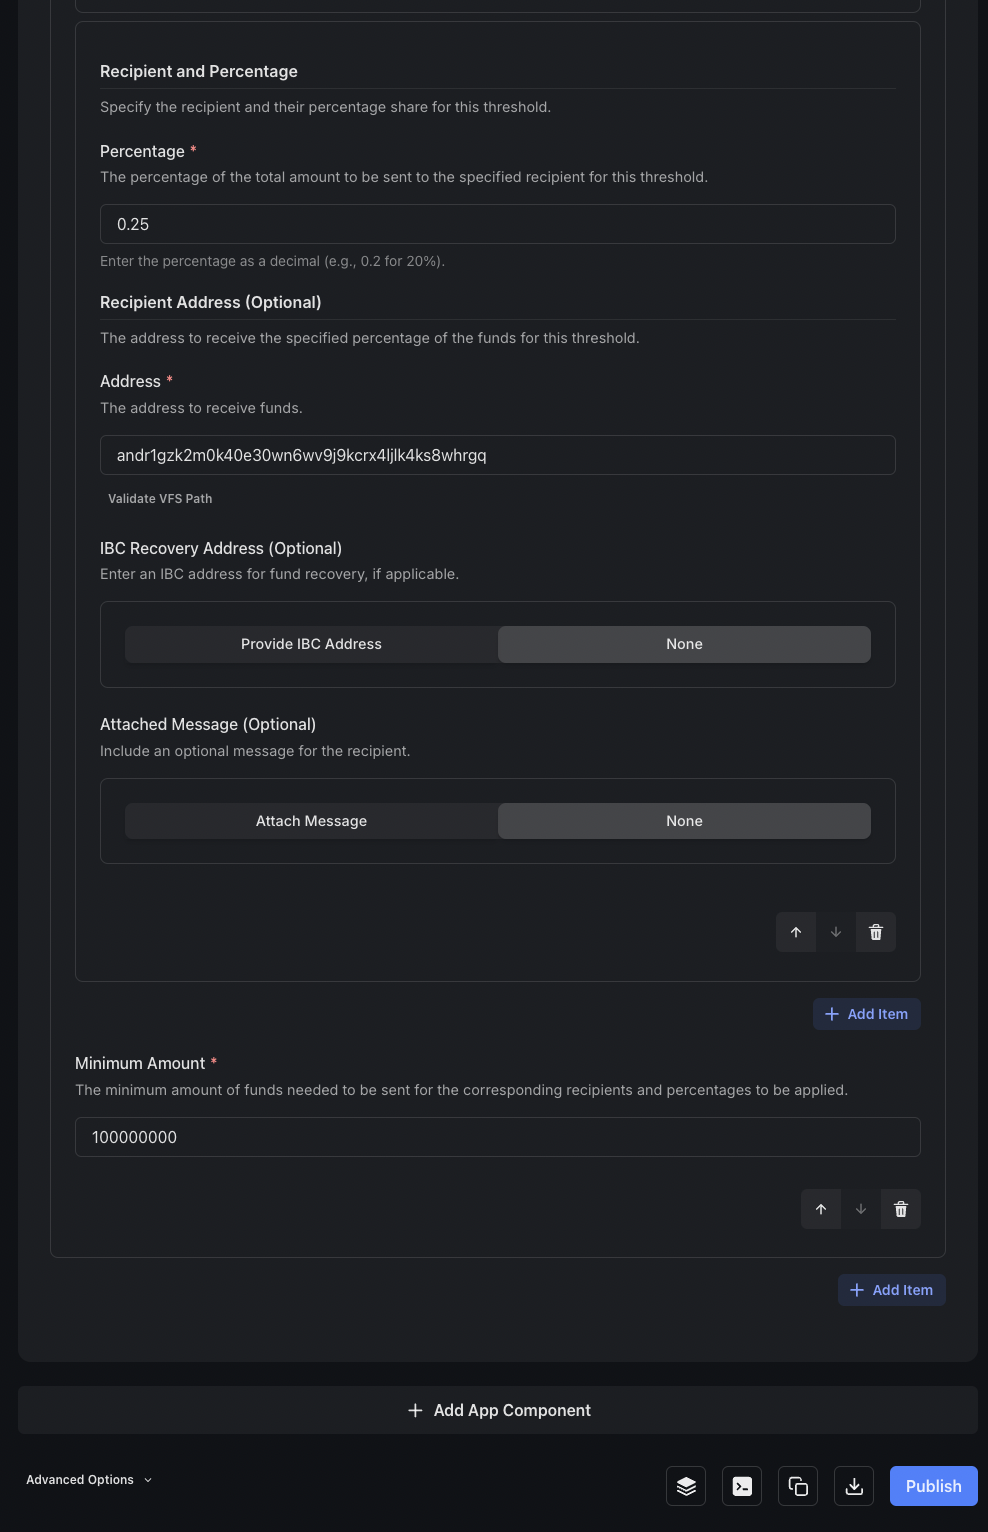 Recipient and Percentage
Specify the recipient and their percentage share for this threshold.
Percentage *
The percentage of the total amount to be sent to the specified recipient for this threshold.
0.25
Enter the percentage as a decimal (e.g., 0.2 for 20%).
Recipient Address (Optional)
The address to receive the specified percentage of the funds for this threshold.
Address *
The address to receive funds.
andr1gzk2m0k40e30wn6wv9j9kcrx4ljlk4ks8whrgq
Validate VFS Path
IBC Recovery Address (Optional)
Enter an IBC address for fund recovery, if applicable.
Provide IBC Address None
Attached Message (Optional)
Include an optional message for the recipient.
Attach Message None
Add Item
Minimum Amount *
The minimum amount of funds needed to be sent for the corresponding recipients and percentages to be applied.
100000000
Add Item
Add App Component
Advanced Options Publish